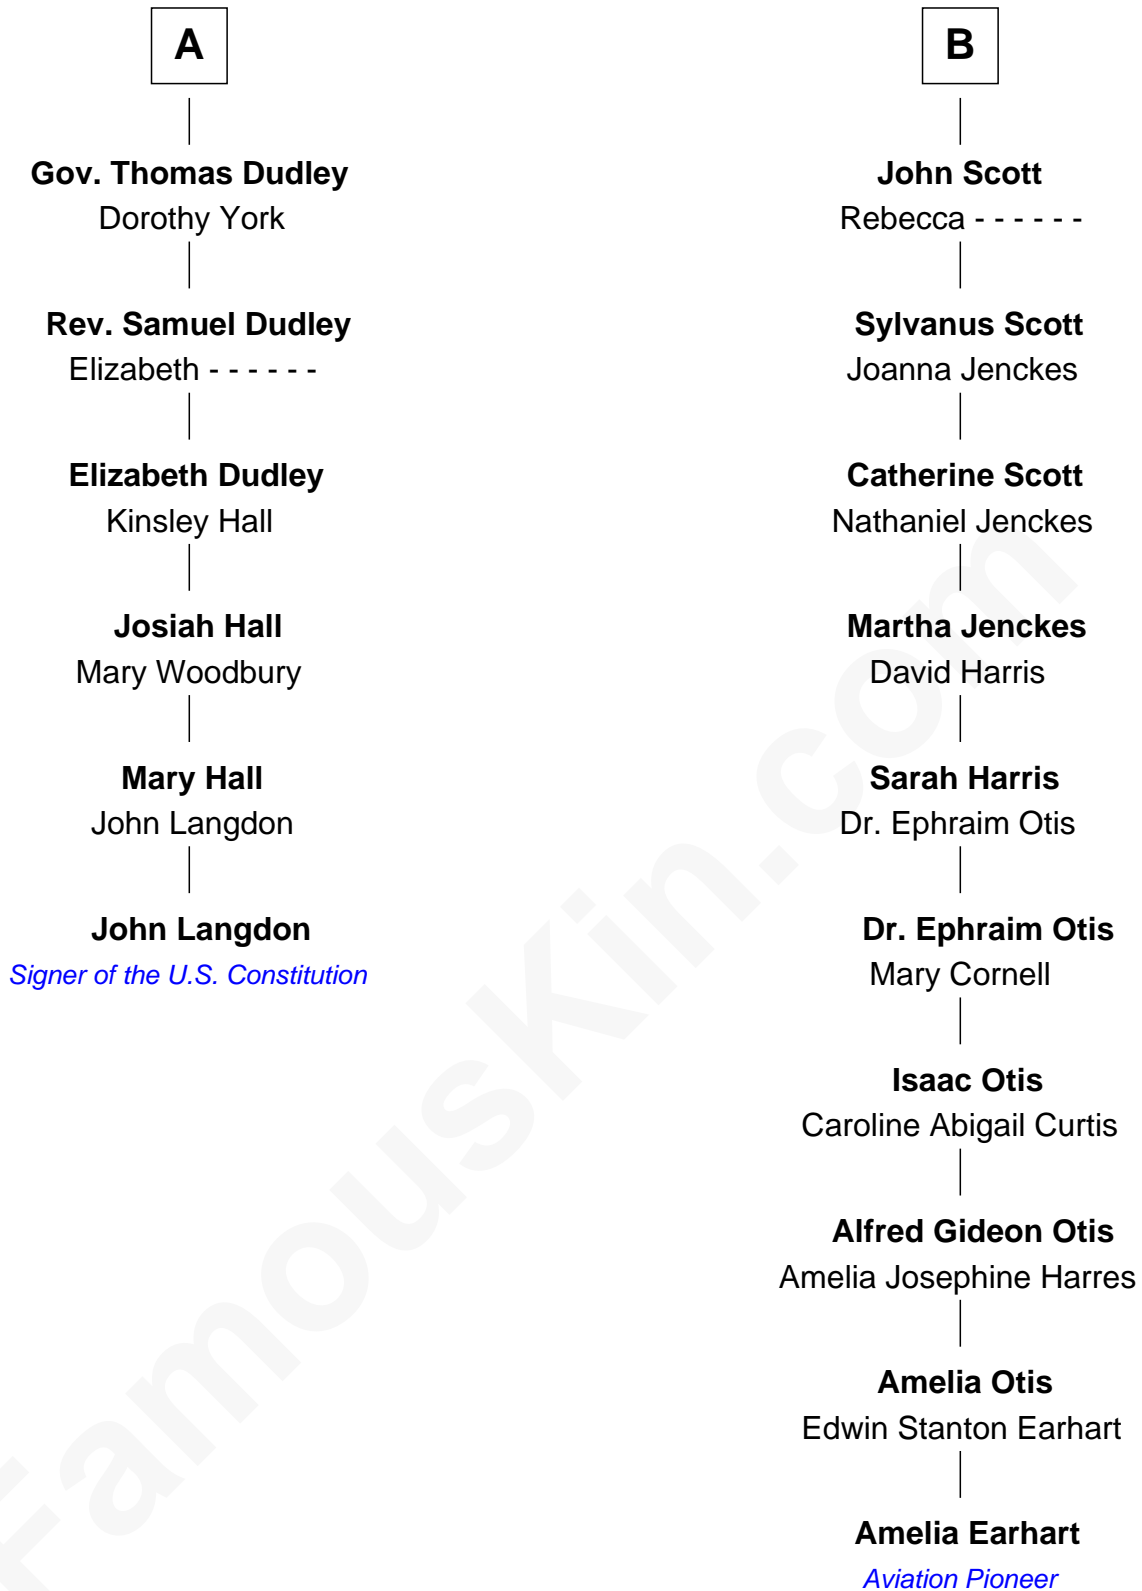 A
Gov. Thomas Dudley
Dorothy York
Rev. Samuel Dudley
Elizabeth - - - - - -
Elizabeth Dudley
Kinsley Hall
Josiah Hall
Mary Woodbury
Mary Hall
John Langdon
John Langdon
Signer of the U.S. Constitution
B
John Scott
Rebecca - - - - - -
Sylvanus Scott
Joanna Jenckes
Catherine Scott
Nathaniel Jenckes
Martha Jenckes
David Harris
Sarah Harris
Dr. Ephraim Otis
Dr. Ephraim Otis
Mary Cornell
Isaac Otis
Caroline Abigail Curtis
Alfred Gideon Otis
Amelia Josephine Harres
Amelia Otis
Edwin Stanton Earhart
Amelia Earhart
Aviation Pioneer
FamousKin.com